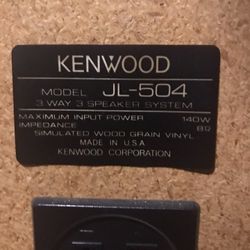 KENWOOD
MODEL JL-504
3 WAY 3 SPEAKER SYSTEM
MAXIMUM INPUT POWER 140W
IMPEDANCE 8Ω
SIMULATED WOOD GRAIN VINYL
MADE IN U.S.A
KENWOOD CORPORATION